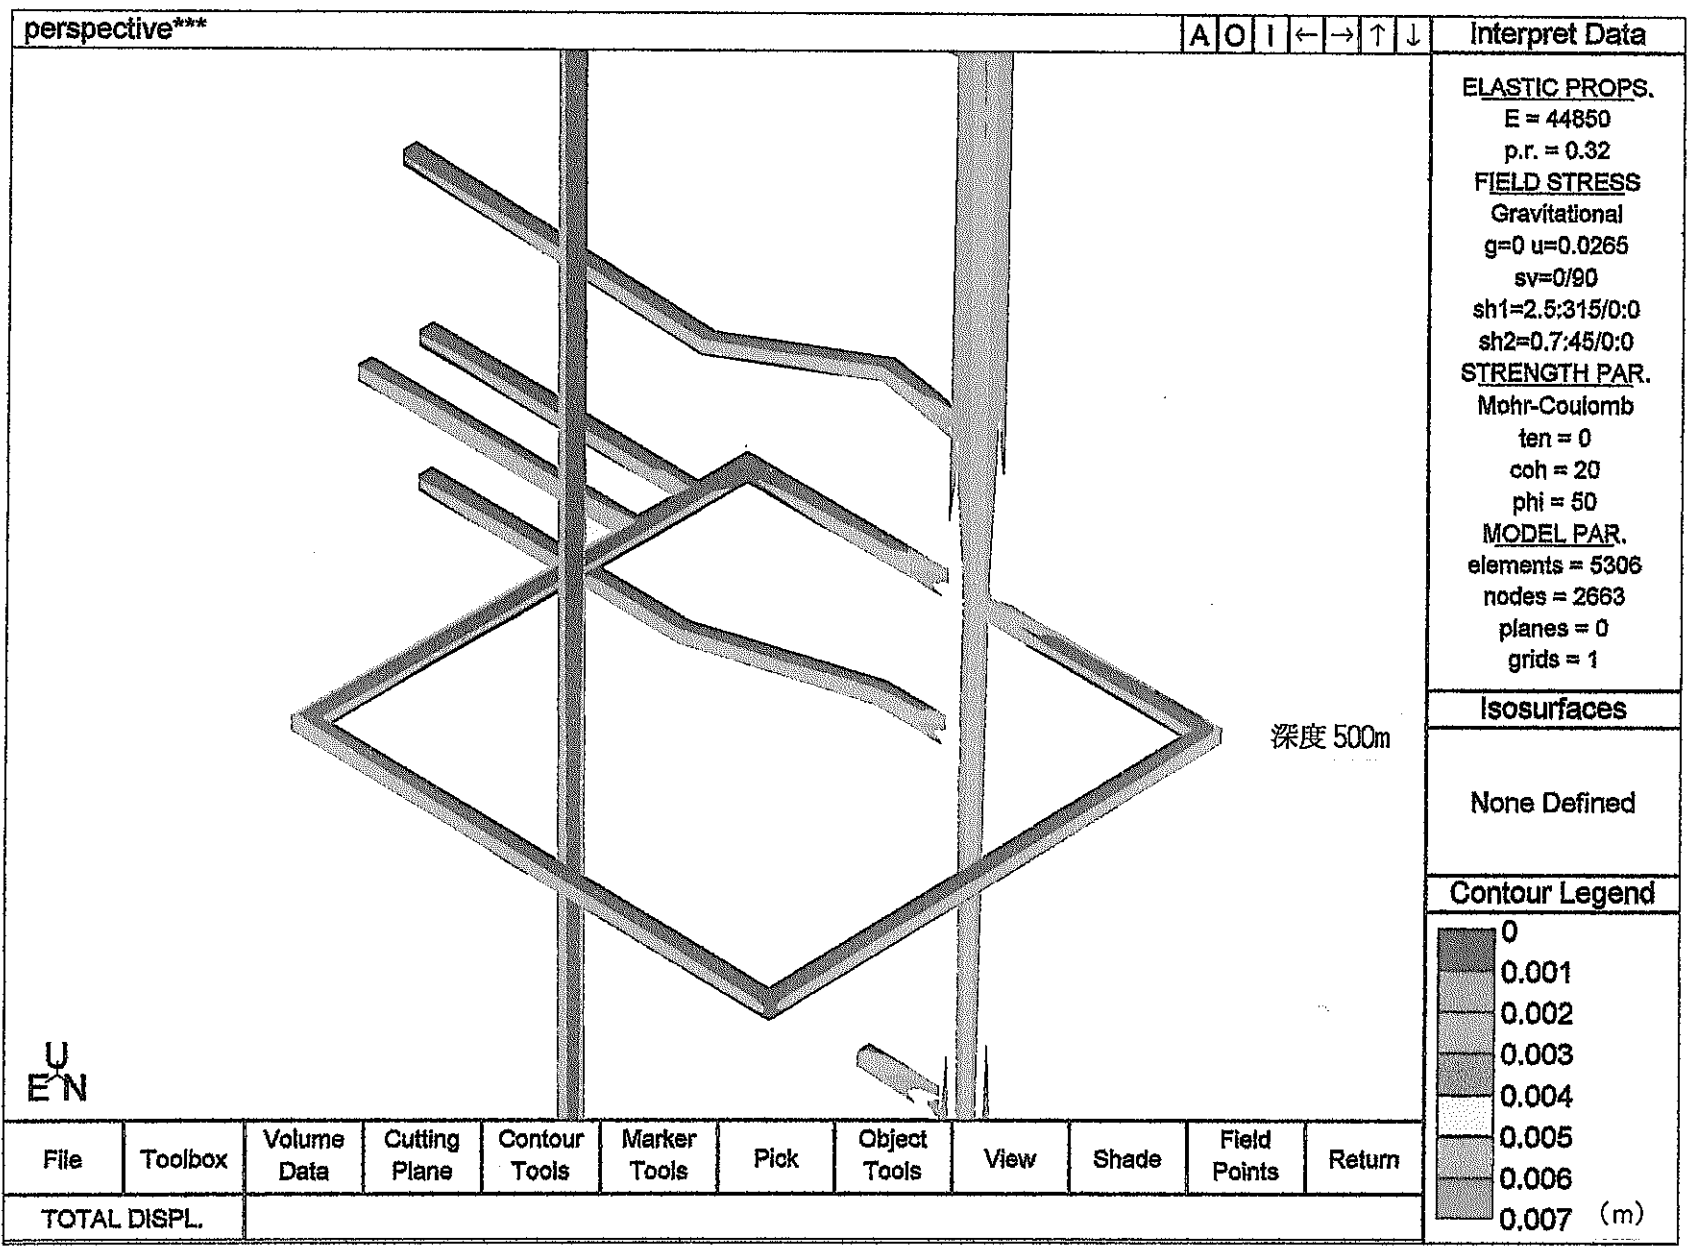 perspective***
A O I ← → ↑ ↓
Interpret Data
ELASTIC PROPS.
E = 44850
p.r. = 0.32
FIELD STRESS
Gravitational
g=0 u=0.0265
sv=0/90
sh1=2.5:315/0:0
sh2=0.7:45/0:0
STRENGTH PAR.
Mohr-Coulomb
ten = 0
coh = 20
phi = 50
MODEL PAR.
elements = 5306
nodes = 2663
planes = 0
grids = 1
Isosurfaces
None Defined
Contour Legend
0
0.001
0.002
0.003
0.004
0.005
0.006
0.007 (m)
深度 500m
U
E N
File
Toolbox
Volume
Data
Cutting
Plane
Contour
Tools
Marker
Tools
Pick
Object
Tools
View
Shade
Field
Points
Return
TOTAL DISPL.